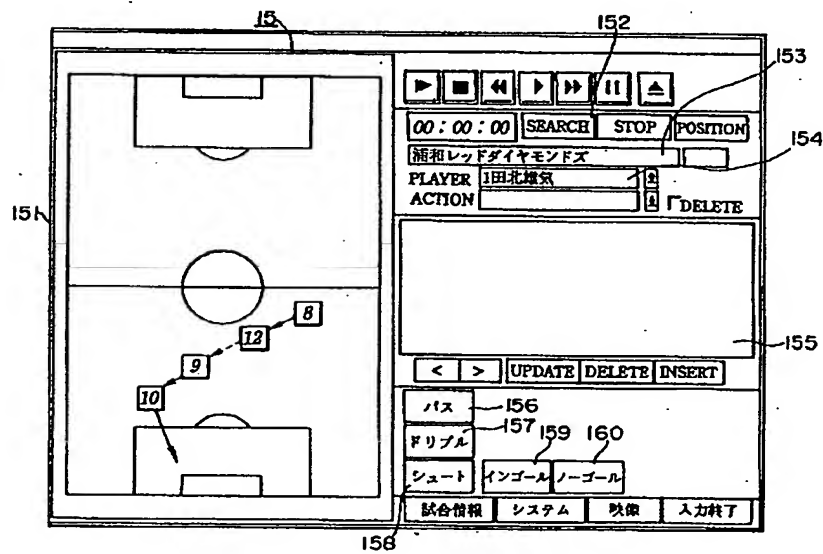 15
152
153
00 : 00 : 00 SEARCH STOP POSITION
154
浦和レッドダイヤモンドズ
PLAYER 1田北雄気
ACTION DELETE
151
8
12
9
10
155
< > UPDATE DELETE INSERT
パス 156
157
ドリブル 159 160
シュート インゴール ノーゴール
試合情報 システム 映像 入力終了
158